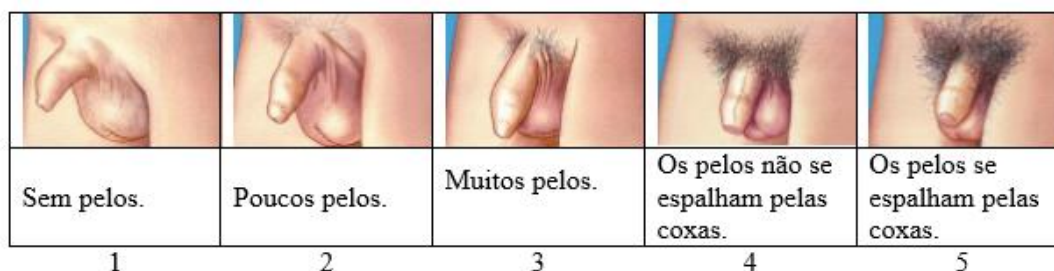 Sem pelos.
Poucos pelos.
Muitos pelos.
Os pelos não se
espalham pelas
coxas.
Os pelos se
espalham pelas
coxas.
1
2
3
4
5